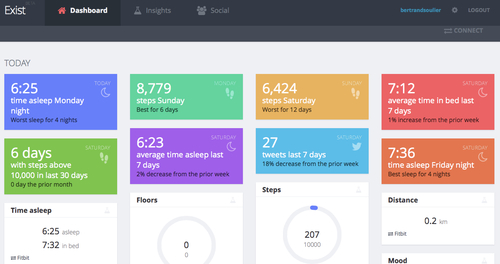 Exist
Dashboard
Insights
Social
bertrandsoulier
LOGOUT
CONNECT
TODAY
6:25
TODAY
time asleep Monday
night
Worst sleep for 4 nights
8,779
MONDAY
steps Sunday
Best for 6 days
6,424
SUNDAY
steps Saturday
Worst for 12 days
7:12
SATURDAY
time in bed last
7 days
1% increase from the prior week
6 days
SATURDAY
with steps above
10,000 in last 30 days
0 day the prior month
6:23
SATURDAY
average time asleep last
7 days
2% decrease from the prior week
27
SATURDAY
tweets last 7 days
18% decrease from the prior week
7:36
SATURDAY
time asleep Friday night
Best sleep for 4 nights
Time asleep
6:25 asleep
7:32 in bed
Fitbit
Floors
0
0
Steps
207
10000
Distance
0.2 km
Fitbit
Mood